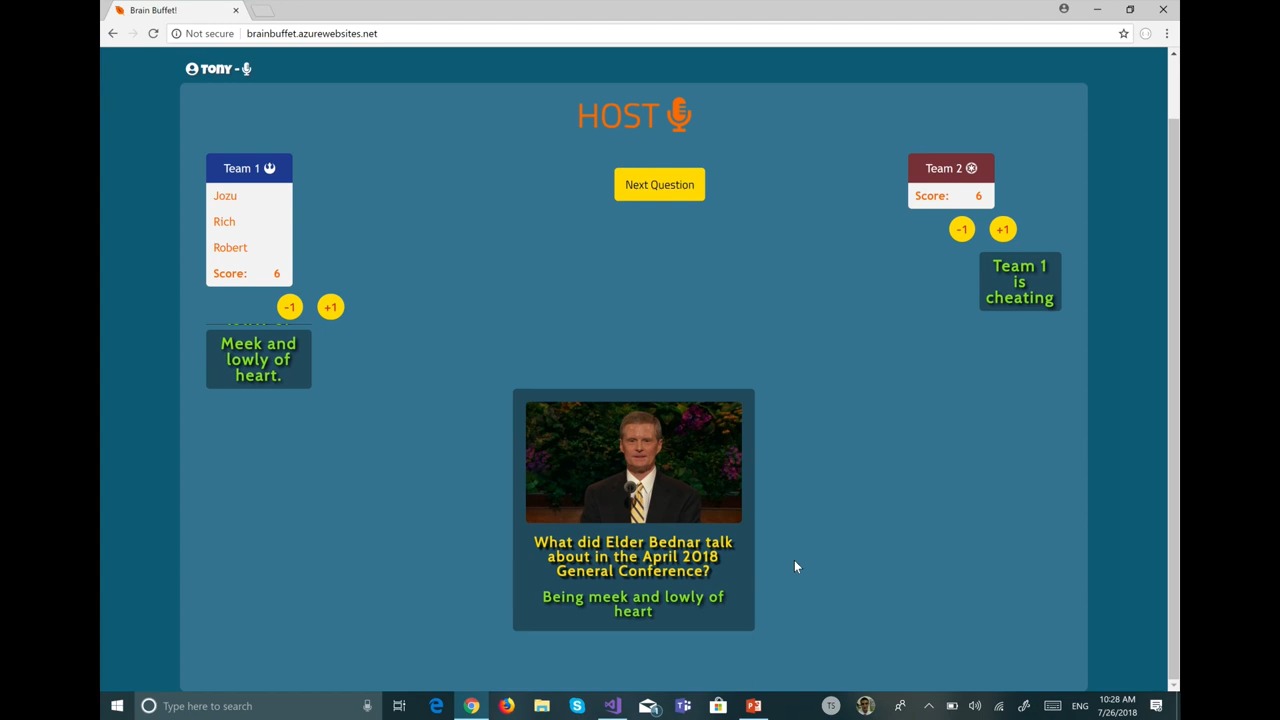 Brain Buffet!
Not secure
brainbuffet.azurewebsites.net
TONY -
HOST
Team 1
Jozu
Rich
Robert
Score: 6
-1 +1
Meek and
lowly of
heart.
Next Question
Team 2
Score: 6
-1 +1
Team 1
is
cheating
What did Elder Bednar talk
about in the April 2018
General Conference?
Being meek and lowly of
heart
Type here to search
TS
ENG
10:28 AM
7/26/2018